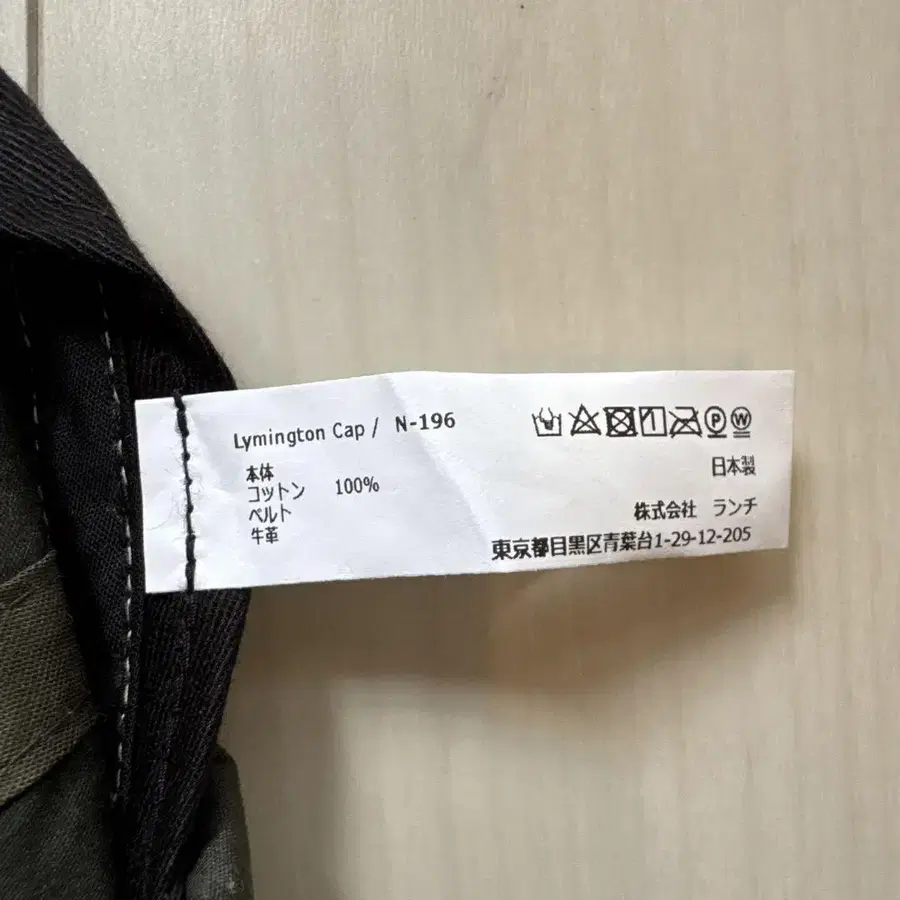 Lymington Cap / N-196
本体
コットン 100%
ベルト
牛革
日本製
株式会社 ランチ
東京都目黒区青葉台1-29-12-205